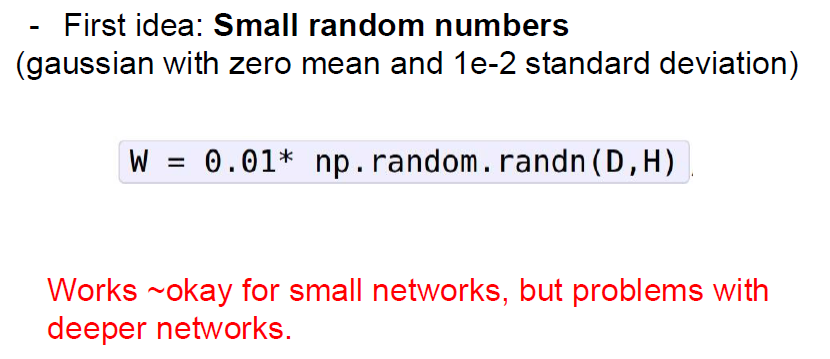 - First idea: Small random numbers
(gaussian with zero mean and 1e-2 standard deviation)
W = 0.01* np.random.randn(D,H)
Works ~okay for small networks, but problems with
deeper networks.